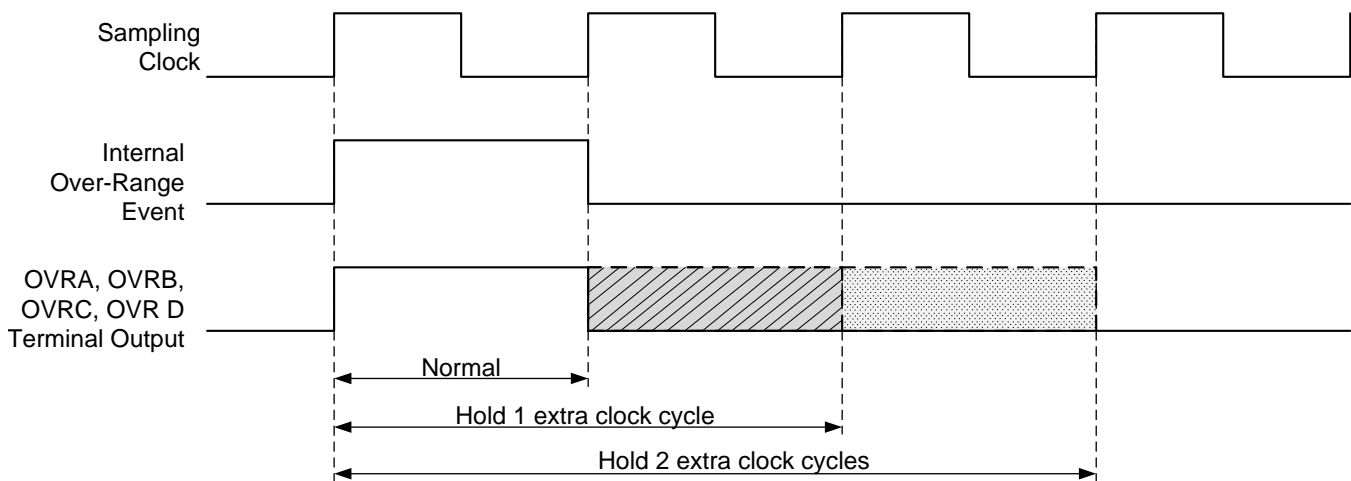 Sampling
Clock
Internal
Over-Range
Event
OVRA, OVRB,
OVRC, OVR D
Terminal Output
Normal
Hold 1 extra clock cycle
Hold 2 extra clock cycles